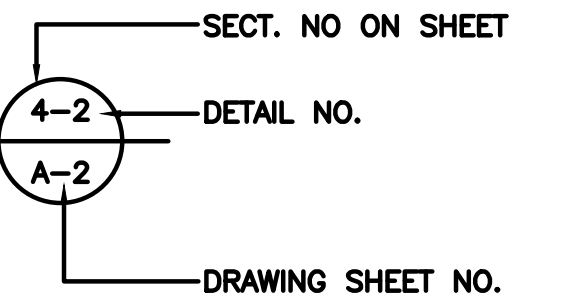 SECT. NO ON SHEET
4-2
DETAIL NO.
A-2
DRAWING SHEET NO.